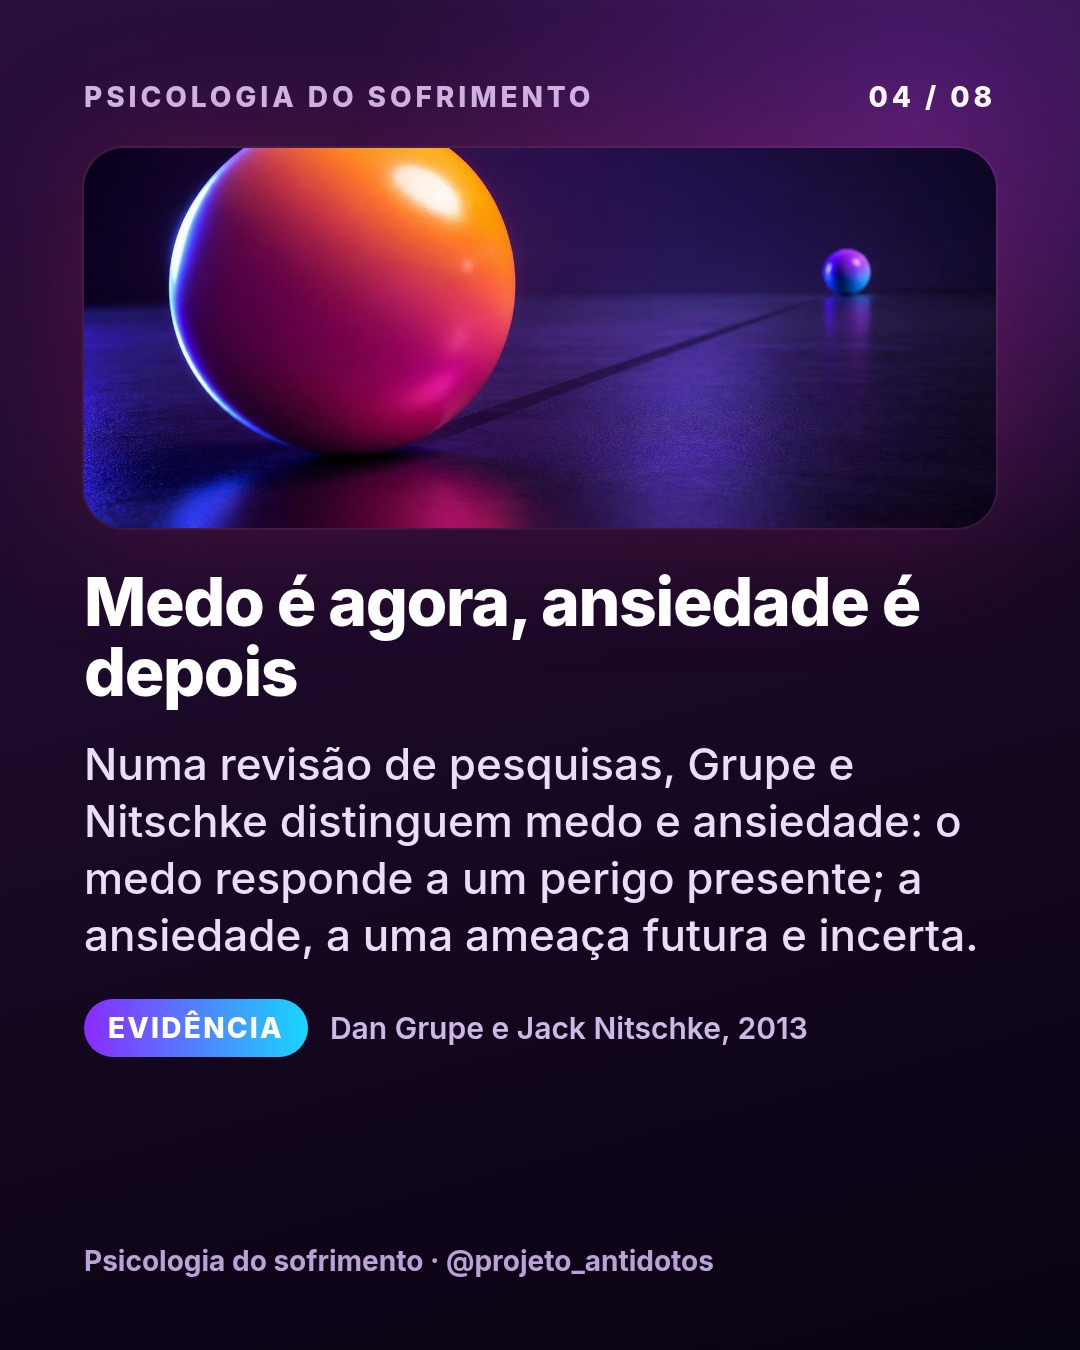 PSICOLOGIA DO SOFRIMENTO
04 / 08
Medo é agora, ansiedade é
depois
Numa revisão de pesquisas, Grupe e
Nitschke distinguem medo e ansiedade: o
medo responde a um perigo presente; a
ansiedade, a uma ameaça futura e incerta.
EVIDÊNCIA
Dan Grupe e Jack Nitschke, 2013
Psicologia do sofrimento · @projeto_antidotos